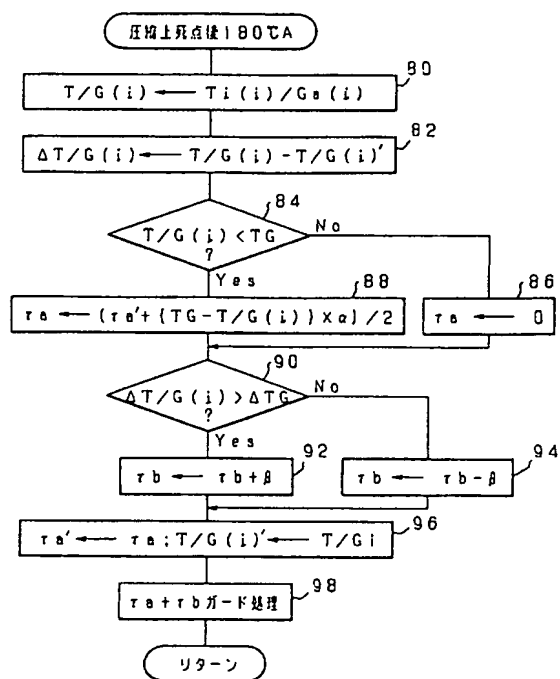 圧縮上死点後180℃A
80
T/G(i) ← Ti(i)/Ga(i)
82
ΔT/G(i) ← T/G(i)-T/G(i)'
84
T/G(i)<TG
?
No
Yes
88
86
τa ← (τa'+{TG-T/G(i)}×α)/2
τa ← 0
90
ΔT/G(i)>ΔTG
?
No
Yes
92
94
τb ← τb+β
τb ← τb-β
96
τa' ← τa;T/G(i)' ← T/Gi
98
τa+τbガード処理
リターン